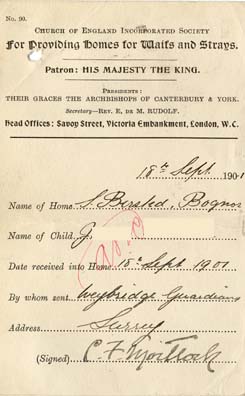 No. 90.
CHURCH OF ENGLAND INCORPORATED SOCIETY
For Providing Homes for Waifs and Strays.
Patron: HIS MAJESTY THE KING.
PRESIDENTS:
THEIR GRACES THE ARCHBISHOPS OF CANTERBURY & YORK.
Secretary—REV. E. DE M. RUDOLF.
Head Offices: Savoy Street, Victoria Embankment, London, W.C.
18th Sept 1901
Name of Home S. Bersted, Bognor
Name of Child J.
Date received into Home 18th Sept 1901
By whom sent Weybridge Guardians
Address Surrey
(Signed) C F